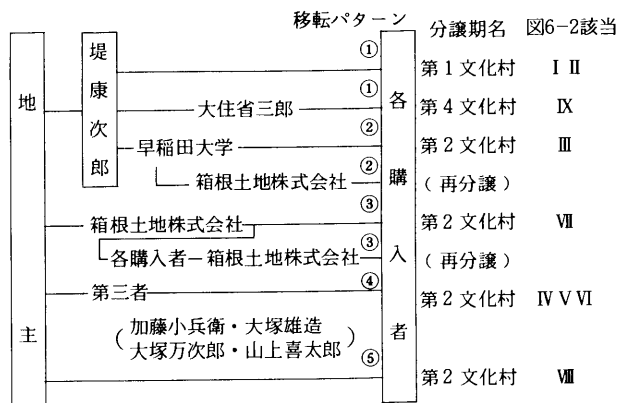 移転パターン 分譲期名 図6-2該当
地主
堤康次郎
各購入者
① 第1文化村 Ⅰ Ⅱ
大住省三郎 ① 第4文化村 Ⅸ
早稲田大学 ② 第2文化村 Ⅲ
箱根土地株式会社 ② (再分譲)
箱根土地株式会社 ③ 第2文化村 Ⅶ
各購入者-箱根土地株式会社 ③ (再分譲)
第三者 ④ 第2文化村 Ⅳ Ⅴ Ⅵ
(加藤小兵衛・大塚雄造
大塚万次郎・山上喜太郎)
⑤ 第2文化村 Ⅷ